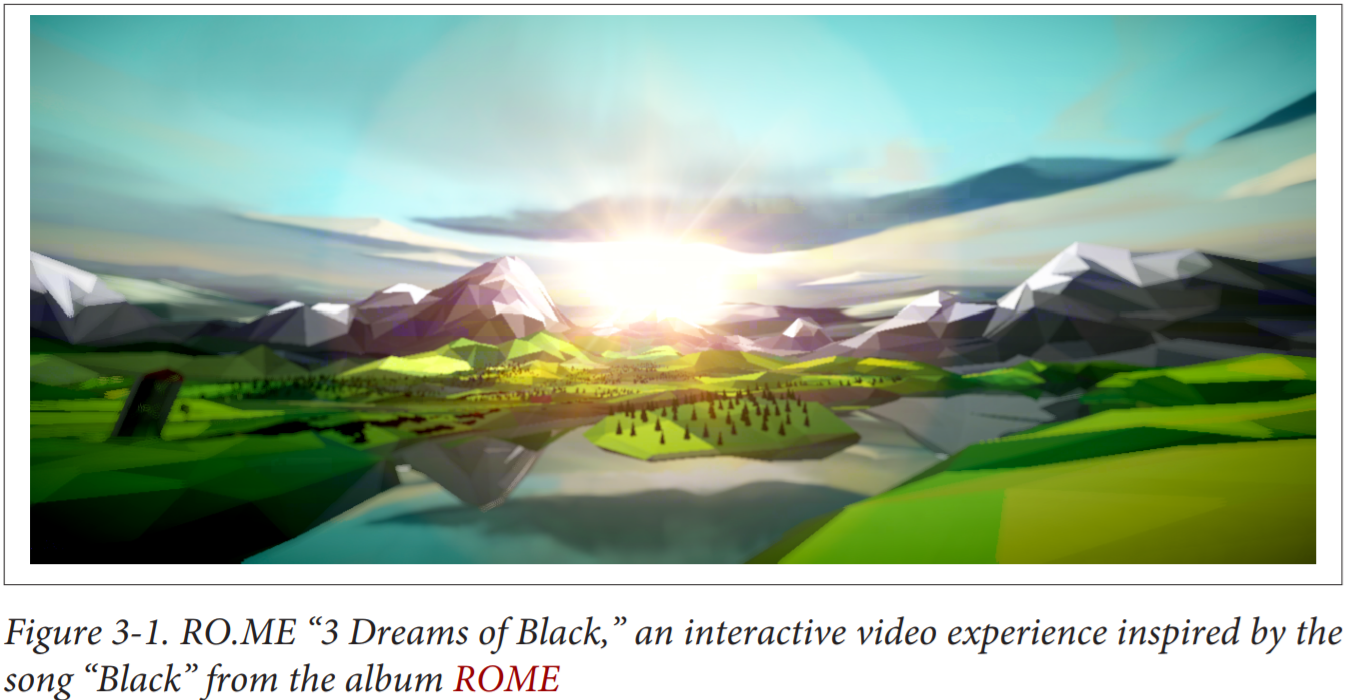 Figure 3-1. RO.ME “3 Dreams of Black,” an interactive video experience inspired by the
song “Black” from the album ROME